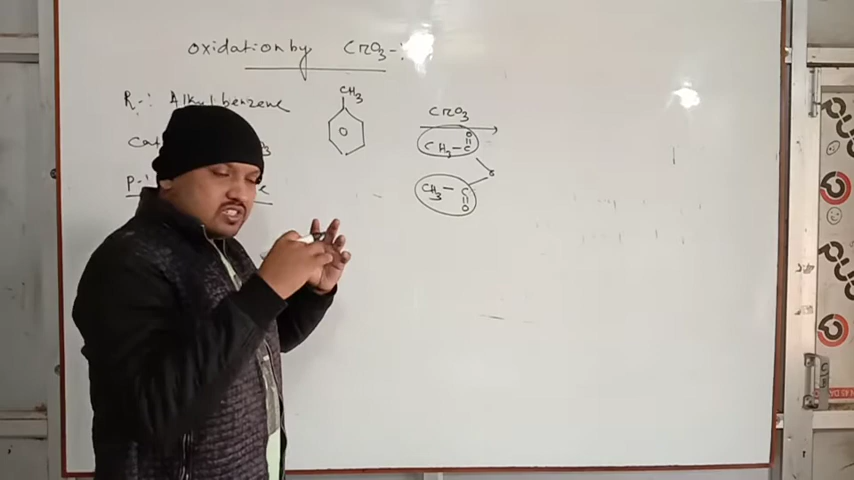 Oxidation by CrO3 -:
R-: Alkyl benzene
CH3
CrO3
O
CH3-C
CH3-C
O